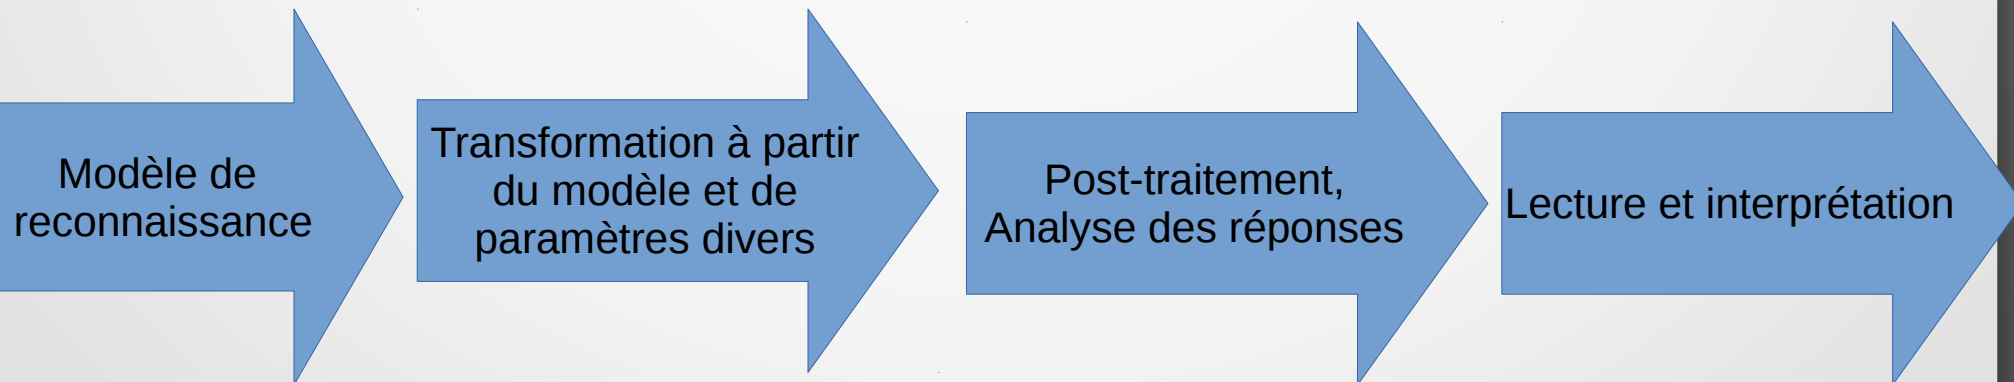 Modèle de
reconnaissance
Transformation à partir
du modèle et de
paramètres divers
Post-traitement,
Analyse des réponses
Lecture et interprétation